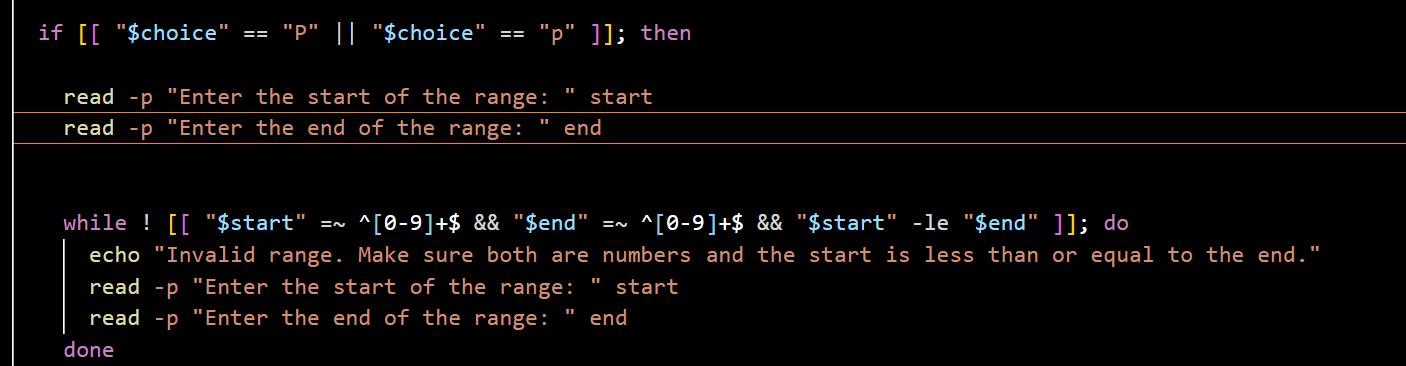 if [[ "$choice" == "P" || "$choice" == "p" ]]; then
read -p "Enter the start of the range: " start
read -p "Enter the end of the range: " end
while ! [[ "$start" =~ ^[0-9]+$ && "$end" =~ ^[0-9]+$ && "$start" -le "$end" ]]; do
echo "Invalid range. Make sure both are numbers and the start is less than or equal to the end."
read -p "Enter the start of the range: " start
read -p "Enter the end of the range: " end
done